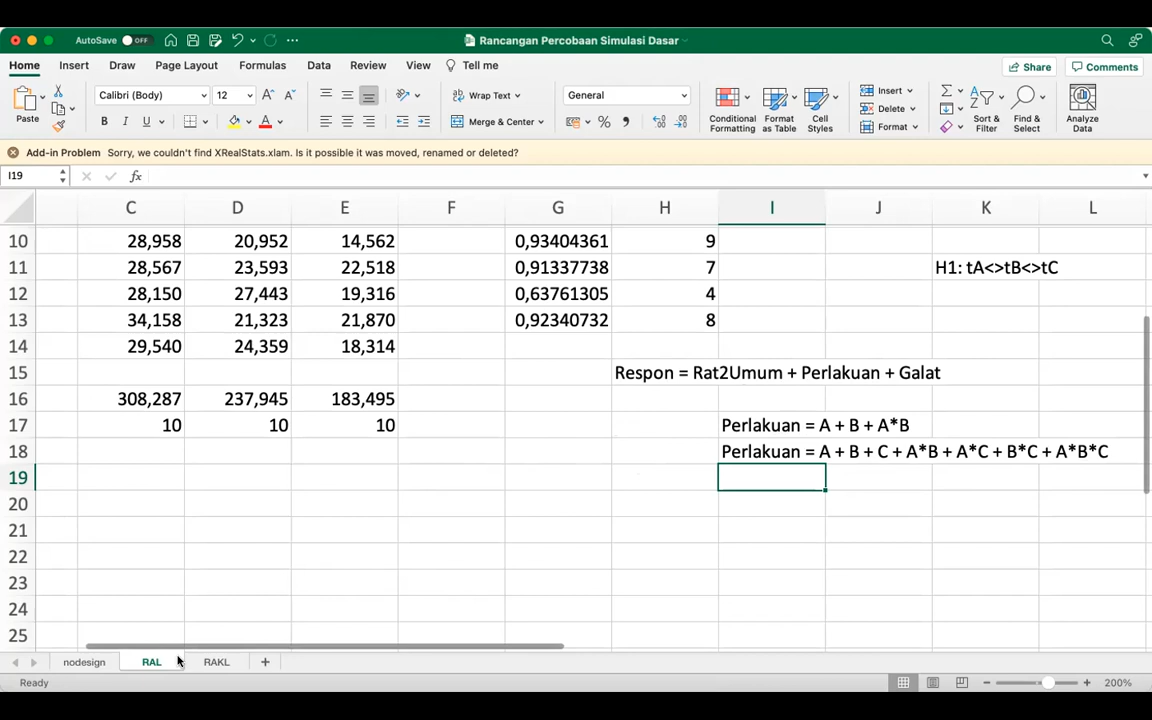 AutoSave OFF Rancangan Percobaan Simulasi Dasar
Home Insert Draw Page Layout Formulas Data Review View Tell me Share Comments
Paste Calibri (Body) 12 A A Wrap Text General Conditional Formatting Format as Table Cell Styles Insert Sort & Filter Find & Select Analyze Data
B I U A Merge & Center % Delete
Format
Add-in Problem Sorry, we couldn't find XRealStats.xlam. Is it possible it was moved, renamed or deleted?
I19 fx
C D E F G H I J K L
10 28,958 20,952 14,562 0,93404361 9
11 28,567 23,593 22,518 0,91337738 7 H1: tA<>tB<>tC
12 28,150 27,443 19,316 0,63761305 4
13 34,158 21,323 21,870 0,92340732 8
14 29,540 24,359 18,314
15 Respon = Rat2Umum + Perlakuan + Galat
16 308,287 237,945 183,495
17 10 10 10 Perlakuan = A + B + A*B
18 Perlakuan = A + B + C + A*B + A*C + B*C + A*B*C
19
20
21
22
23
24
25
nodesign RAL RAKL +
Ready 200%